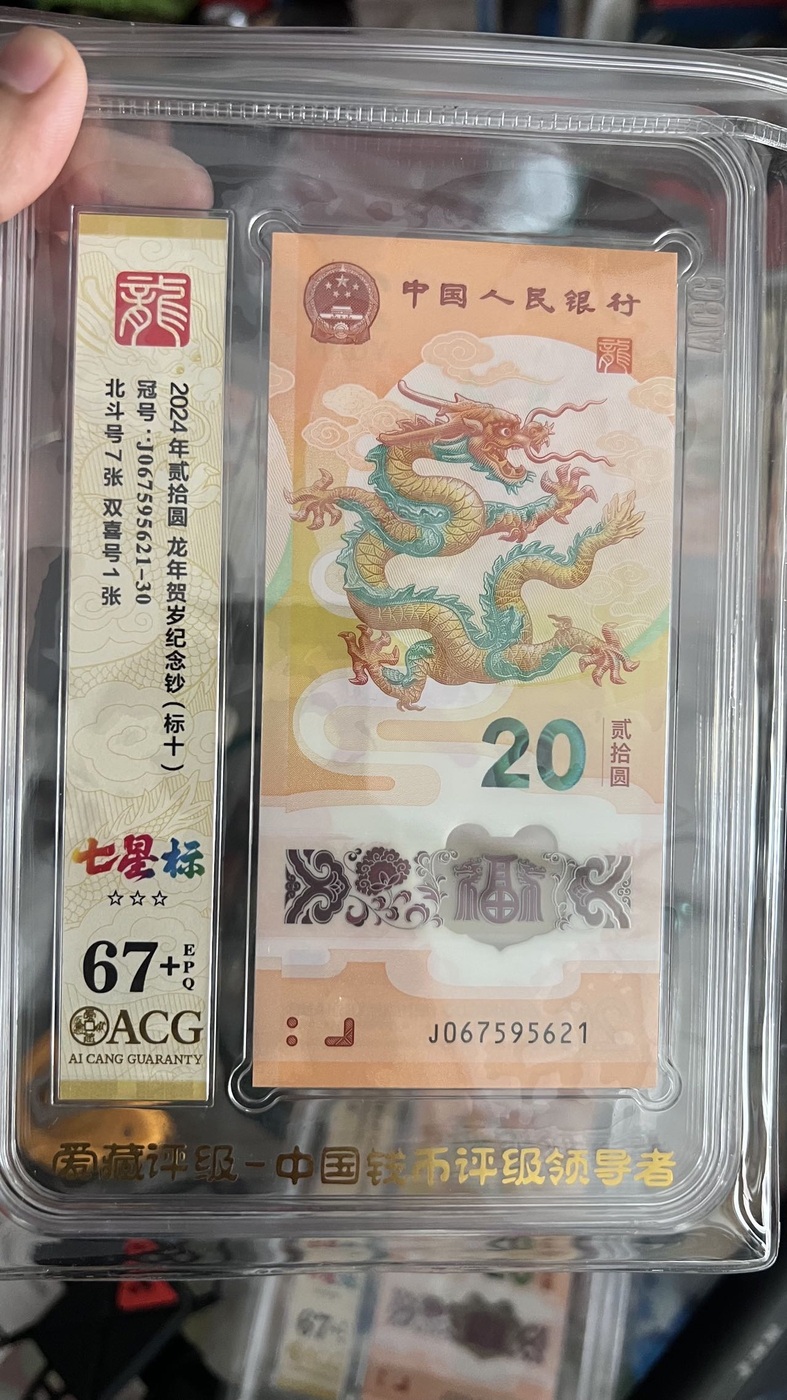 龍
2024年贰拾圆 龙年贺岁纪念钞(标十)
冠号:J067595621-30
北斗号7张 双喜号1张
七星标
☆☆☆
67+EPQ
ACG
AI CANG GUARANTY
中国人民银行
龍
20
贰拾圆
福
J067595621
ACG
爱藏评级-中国钱币评级领导者
67+